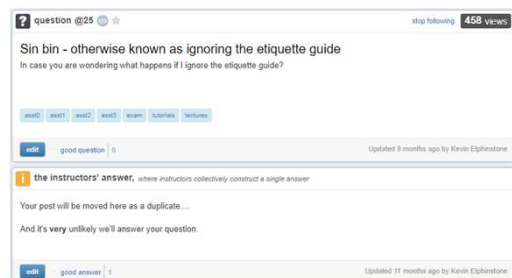 ? question @25
stop following 458 views
Sin bin - otherwise known as ignoring the etiquette guide
In case you are wondering what happens if I ignore the etiquette guide?
asst0 asst1 asst2 asst3 exam tutorials lectures
edit good question 0
Updated 9 months ago by Kevin Elphinstone
i the instructors' answer, where instructors collectively construct a single answer
Your post will be moved here as a duplicate....
And it's very unlikely we'll answer your question.
edit good answer 1
Updated 11 months ago by Kevin Elphinstone